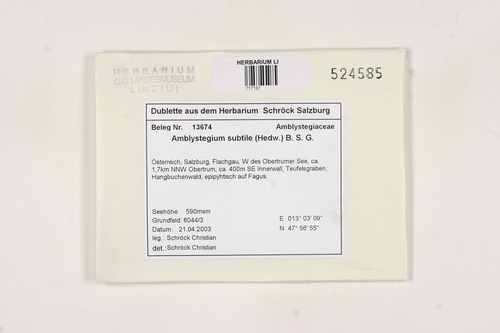 HERBARIUM
O.Ö. LANDESMUSEUM
LINZ (LI)
HERBARIUM LI
717137
524585
Dublette aus dem Herbarium Schröck Salzburg
Beleg Nr. 13674 Amblystegiaceae
Amblystegium subtile (Hedw.) B. S. G.
Österreich, Salzburg, Flachgau, W des Obertrumer See, ca.
1,7km NNW Obertrum, ca. 400m SE Innerwall, Teufelsgraben,
Hangbuchenwald, epipyhtisch auf Fagus.
Seehöhe: 590msm E 013° 03' 09"
Grundfeld: 8044/3 N 47° 56' 55"
Datum: 21.04.2003
leg.: Schröck Christian
det.: Schröck Christian